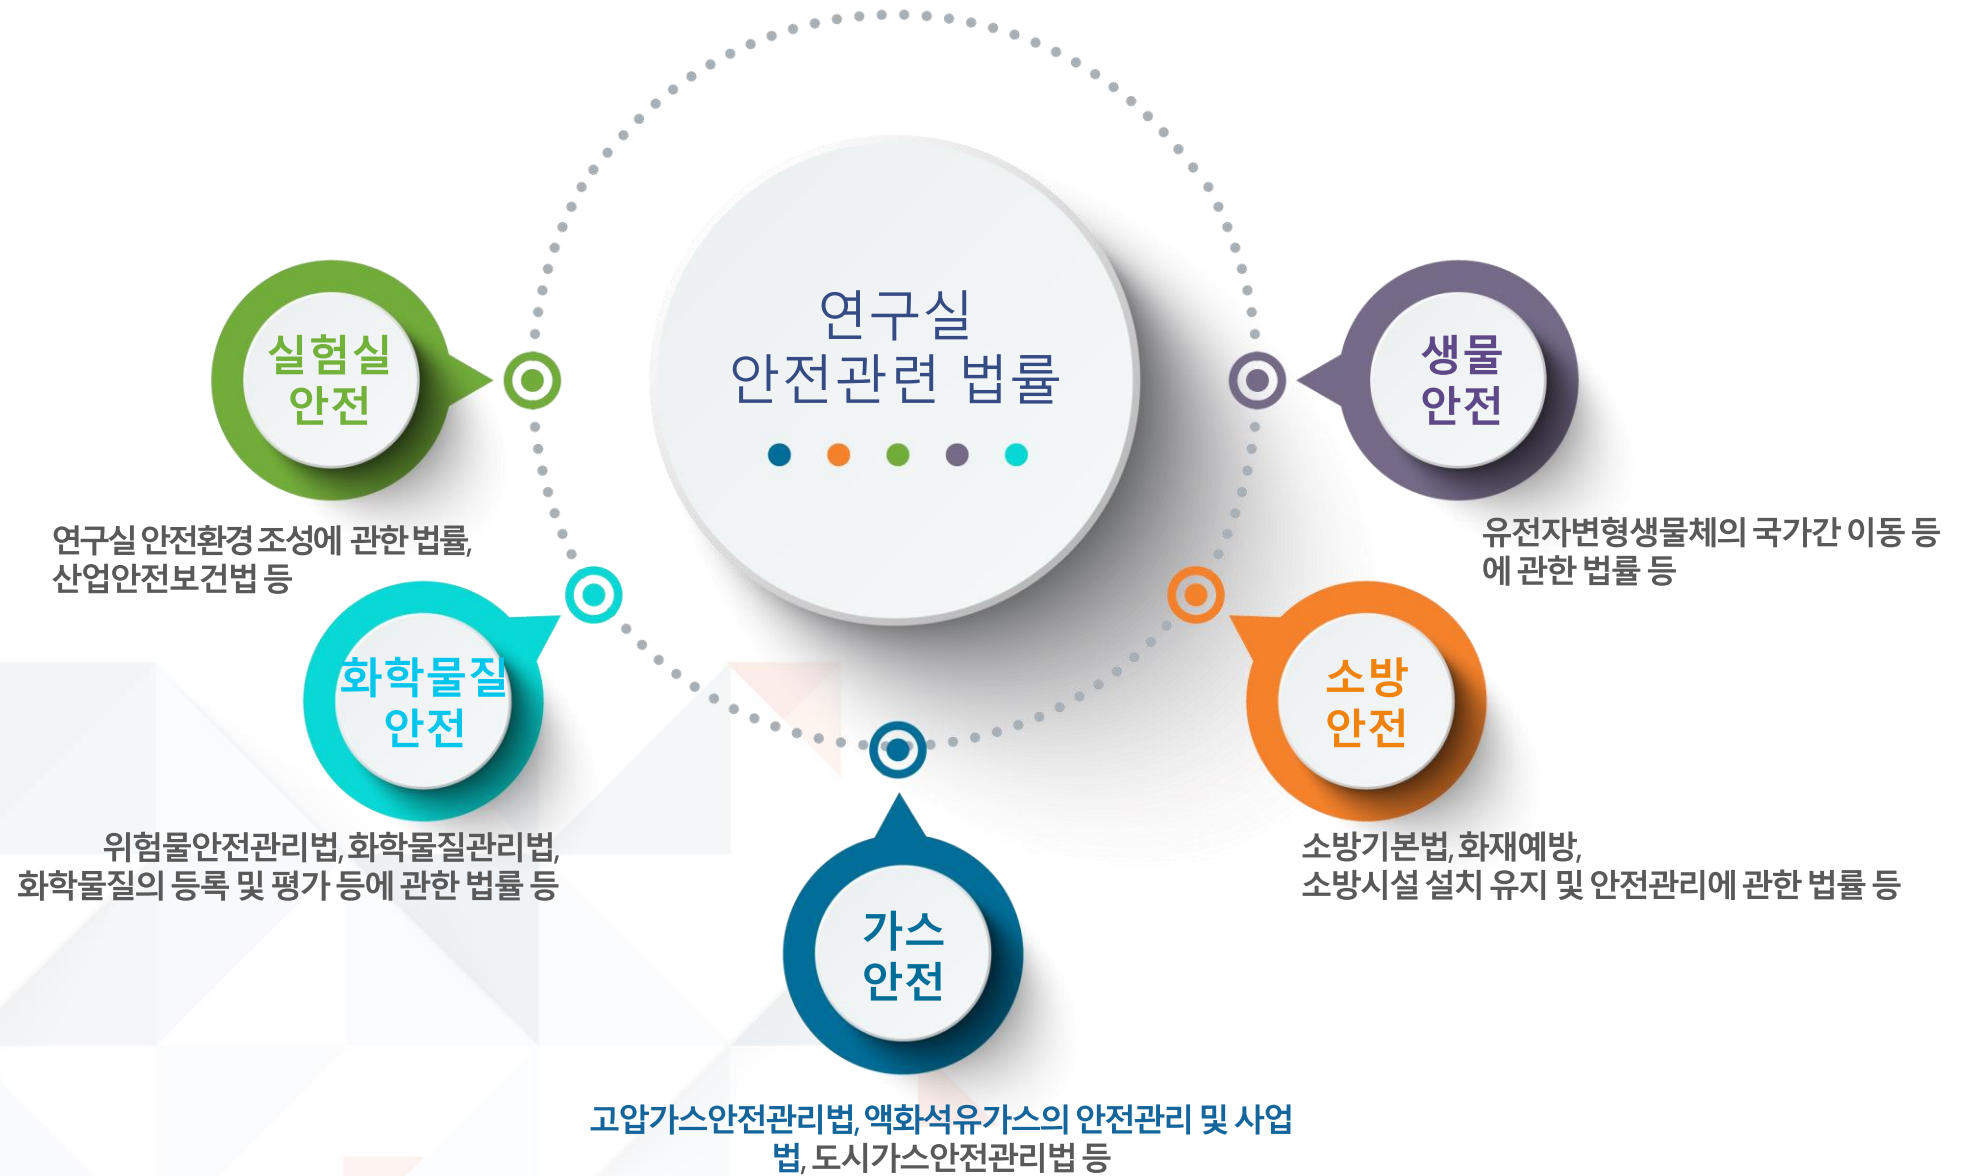 연구실
안전관련 법률
실험실
안전
연구실 안전환경 조성에 관한 법률,
산업안전보건법 등
화학물질
안전
위험물안전관리법, 화학물질관리법,
화학물질의 등록 및 평가 등에 관한 법률 등
가스
안전
고압가스안전관리법, 액화석유가스의 안전관리 및 사업
법, 도시가스안전관리법 등
소방
안전
소방기본법, 화재예방,
소방시설 설치 유지 및 안전관리에 관한 법률 등
생물
안전
유전자변형생물체의 국가간 이동 등
에 관한 법률 등